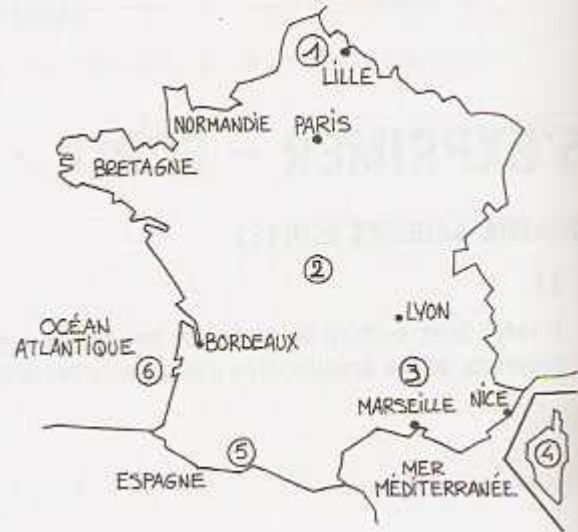 ①
LILLE
NORMANDIE PARIS
BRETAGNE
②
LYON
OCÉAN
ATLANTIQUE
BORDEAUX
⑥
③
MARSEILLE NICE
④
⑤
ESPAGNE
MER
MÉDITERRANÉE